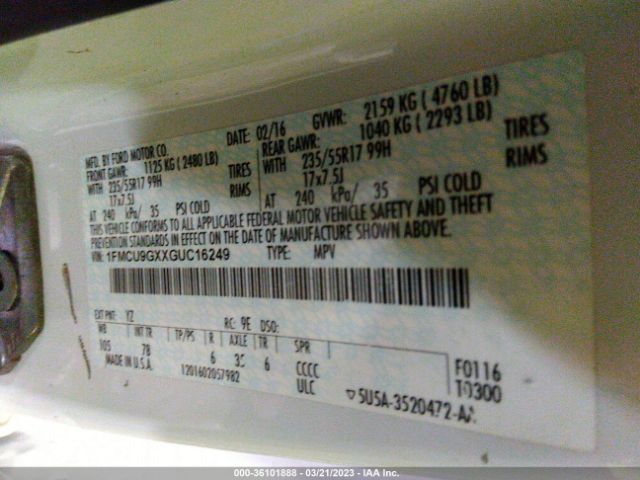 MFD. BY FORD MOTOR CO. DATE: 02/16 GVWR: 2159 KG ( 4760 LB)
FRONT GAWR: 1125 KG ( 2480 LB) REAR GAWR: 1040 KG ( 2293 LB)
WITH 235/55R17 99H TIRES WITH 235/55R17 99H TIRES
17x7.5J RIMS 17x7.5J RIMS
AT 240 kPa/ 35 PSI COLD AT 240 kPa/ 35 PSI COLD
THIS VEHICLE CONFORMS TO ALL APPLICABLE FEDERAL MOTOR VEHICLE SAFETY AND THEFT
PREVENTION STANDARDS IN EFFECT ON THE DATE OF MANUFACTURE SHOWN ABOVE.
VIN: 1FMCU9GXXGUC16249 TYPE: MPV
EXT PNT: YZ RC: 9E DSO:
WB INT TR TP/PS R AXLE TR SPR
105 7B 6 6 CCCC F0116
MADE IN U.S.A. 1201602057982 ULC T0300
5U5A-3520472-AA
000-36101888 - 03/21/2023 - IAA Inc.